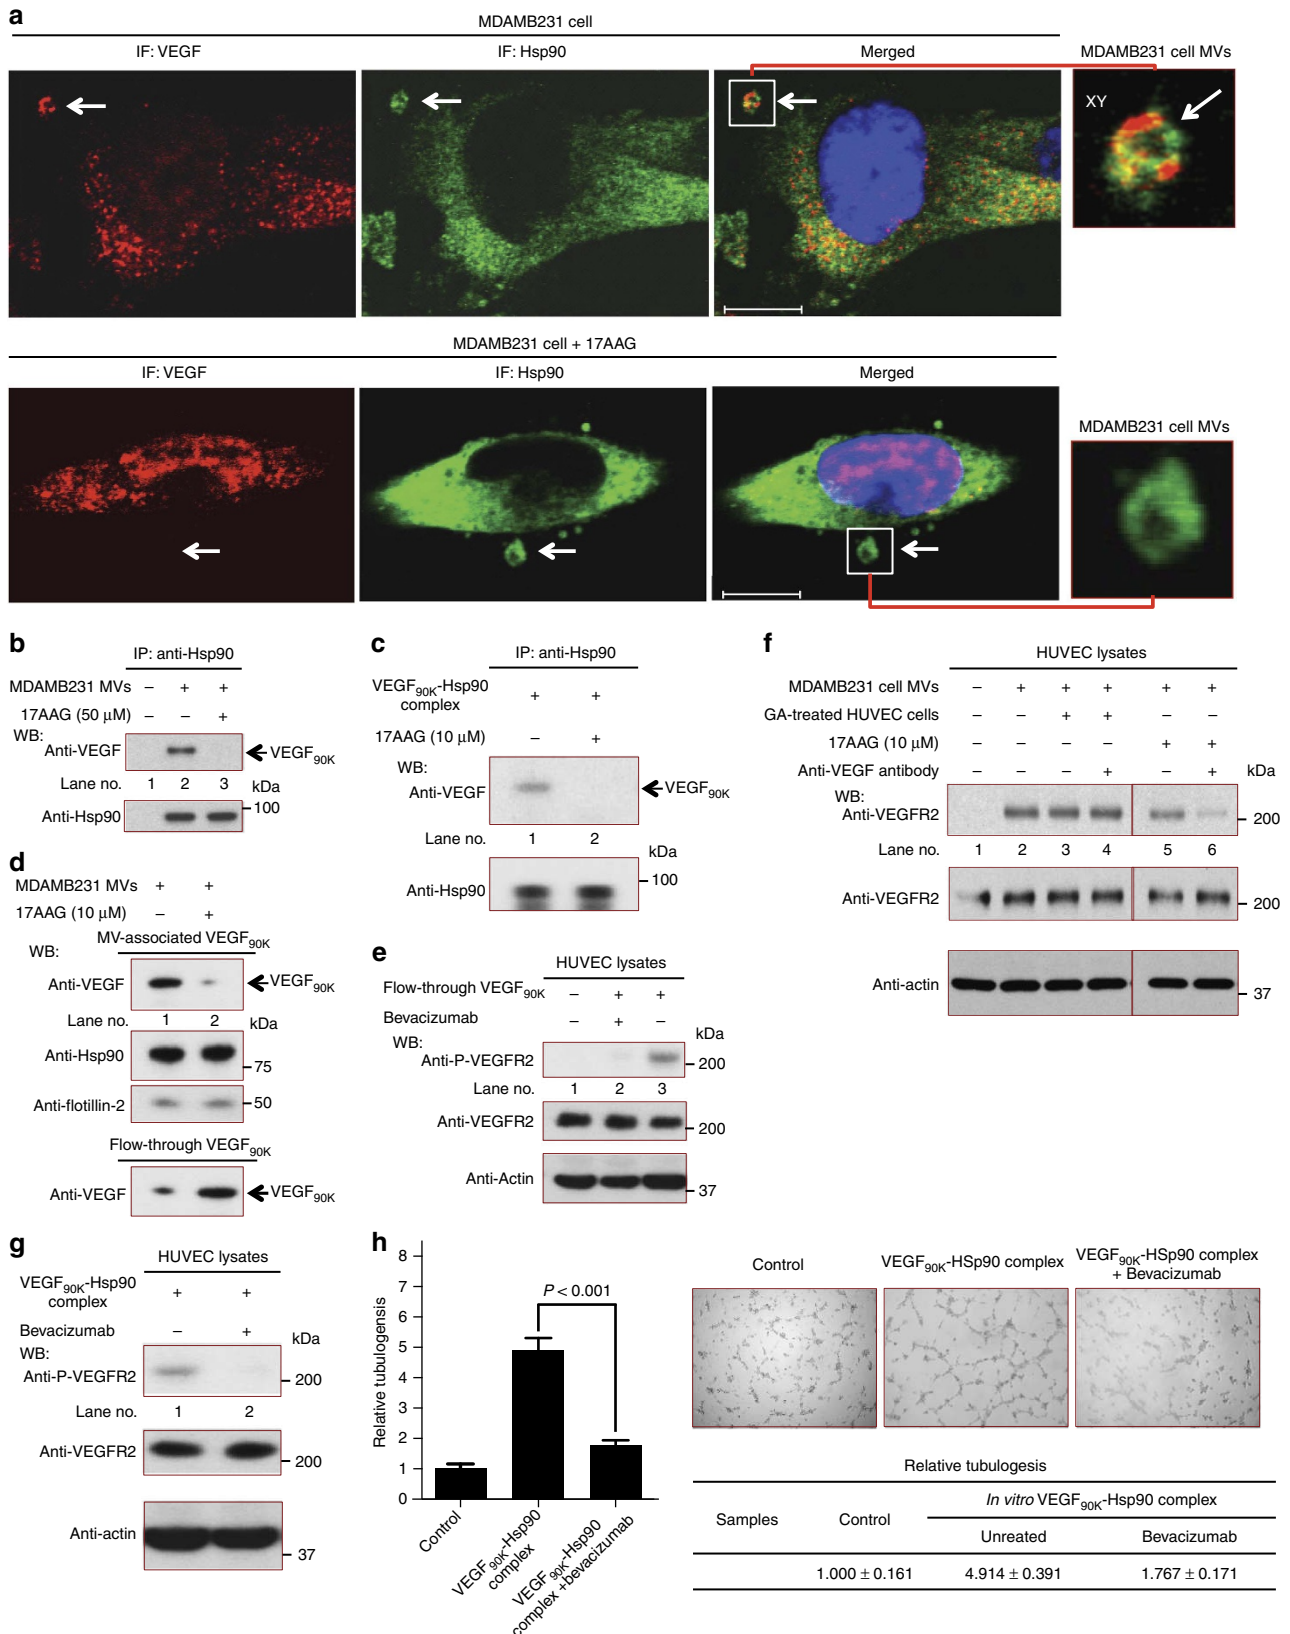 a
MDAMB231 cell
IF: VEGF
IF: Hsp90
Merged
MDAMB231 cell MVs
XY
MDAMB231 cell + 17AAG
IF: VEGF
IF: Hsp90
Merged
MDAMB231 cell MVs
b
IP: anti-Hsp90
MDAMB231 MVs – + +
17AAG (50 μM) – – +
WB:
Anti-VEGF
VEGF90K
Lane no. 1 2 3 kDa
Anti-Hsp90
100
c
IP: anti-Hsp90
VEGF90K-Hsp90
complex
+ +
17AAG (10 μM) – +
WB:
Anti-VEGF
VEGF90K
Lane no. 1 2
kDa
Anti-Hsp90
100
d
MDAMB231 MVs + +
17AAG (10 μM) – +
MV-associated VEGF90K
WB:
Anti-VEGF
VEGF90K
Lane no. 1 2 kDa
Anti-Hsp90
75
Anti-flotillin-2
50
Flow-through VEGF90K
Anti-VEGF
VEGF90K
e
HUVEC lysates
Flow-through VEGF90K – + +
Bevacizumab – + –
WB:
kDa
Anti-P-VEGFR2
200
Lane no. 1 2 3
Anti-VEGFR2
200
Anti-Actin
37
f
HUVEC lysates
MDAMB231 cell MVs – + + + + +
GA-treated HUVEC cells – – + + – –
17AAG (10 μM) – – – – + +
Anti-VEGF antibody – – – + – +
kDa
WB:
Anti-VEGFR2
200
Lane no. 1 2 3 4 5 6
Anti-VEGFR2
200
Anti-actin
37
g
HUVEC lysates
VEGF90K-Hsp90
complex
+ +
Bevacizumab – +
WB:
kDa
Anti-P-VEGFR2
200
Lane no. 1 2
Anti-VEGFR2
200
Anti-actin
37
h
8
7
6
5
4
3
2
1
0
Relative tubulogensis
P < 0.001
Control
VEGF90K-Hsp90
complex
VEGF90K-Hsp90
complex +bevacizumab
Control
VEGF90K-HSp90 complex
VEGF90K-HSp90 complex
+ Bevacizumab
Relative tubulogesis
Samples
Control
In vitro VEGF90K-Hsp90 complex
Unreated
Bevacizumab
1.000 ± 0.161
4.914 ± 0.391
1.767 ± 0.171